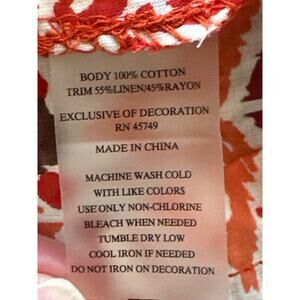 BODY 100% COTTON
TRIM 55%LINEN/45%RAYON
EXCLUSIVE OF DECORATION
RN 45749
MADE IN CHINA
MACHINE WASH COLD
WITH LIKE COLORS
USE ONLY NON-CHLORINE
BLEACH WHEN NEEDED
TUMBLE DRY LOW
COOL IRON IF NEEDED
DO NOT IRON ON DECORATION